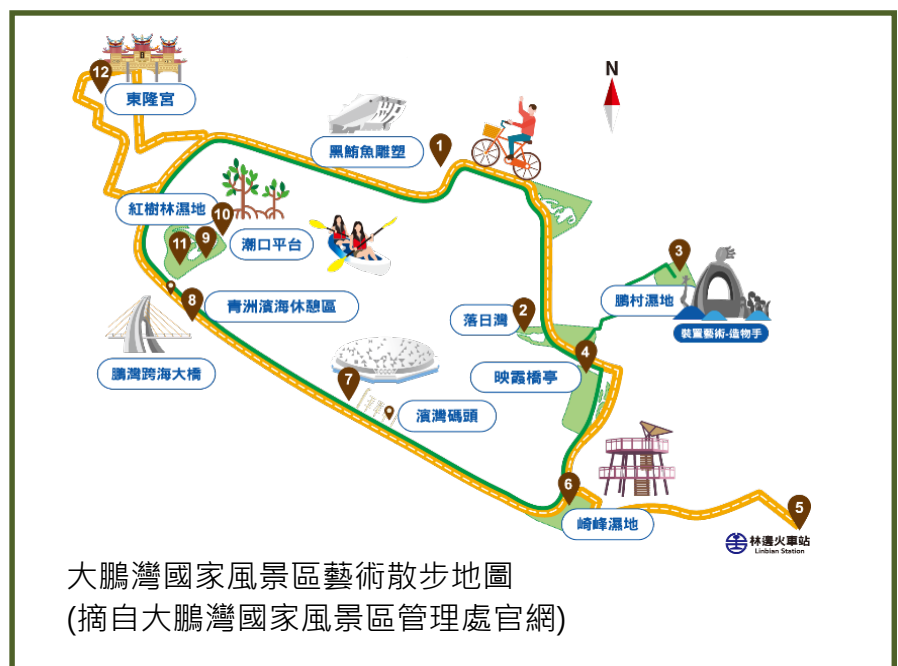 N
12
東隆宮
黑鮪魚雕塑
1
紅樹林濕地
10
11
9
潮口平台
3
鵬村濕地
裝置藝術-造物手
8
青洲濱海休憩區
落日灣
2
鵬灣跨海大橋
4
映霞橋亭
7
濱灣碼頭
6
崎峰濕地
5
林邊火車站
Linbian Station
大鵬灣國家風景區藝術散步地圖
(摘自大鵬灣國家風景區管理處官網)